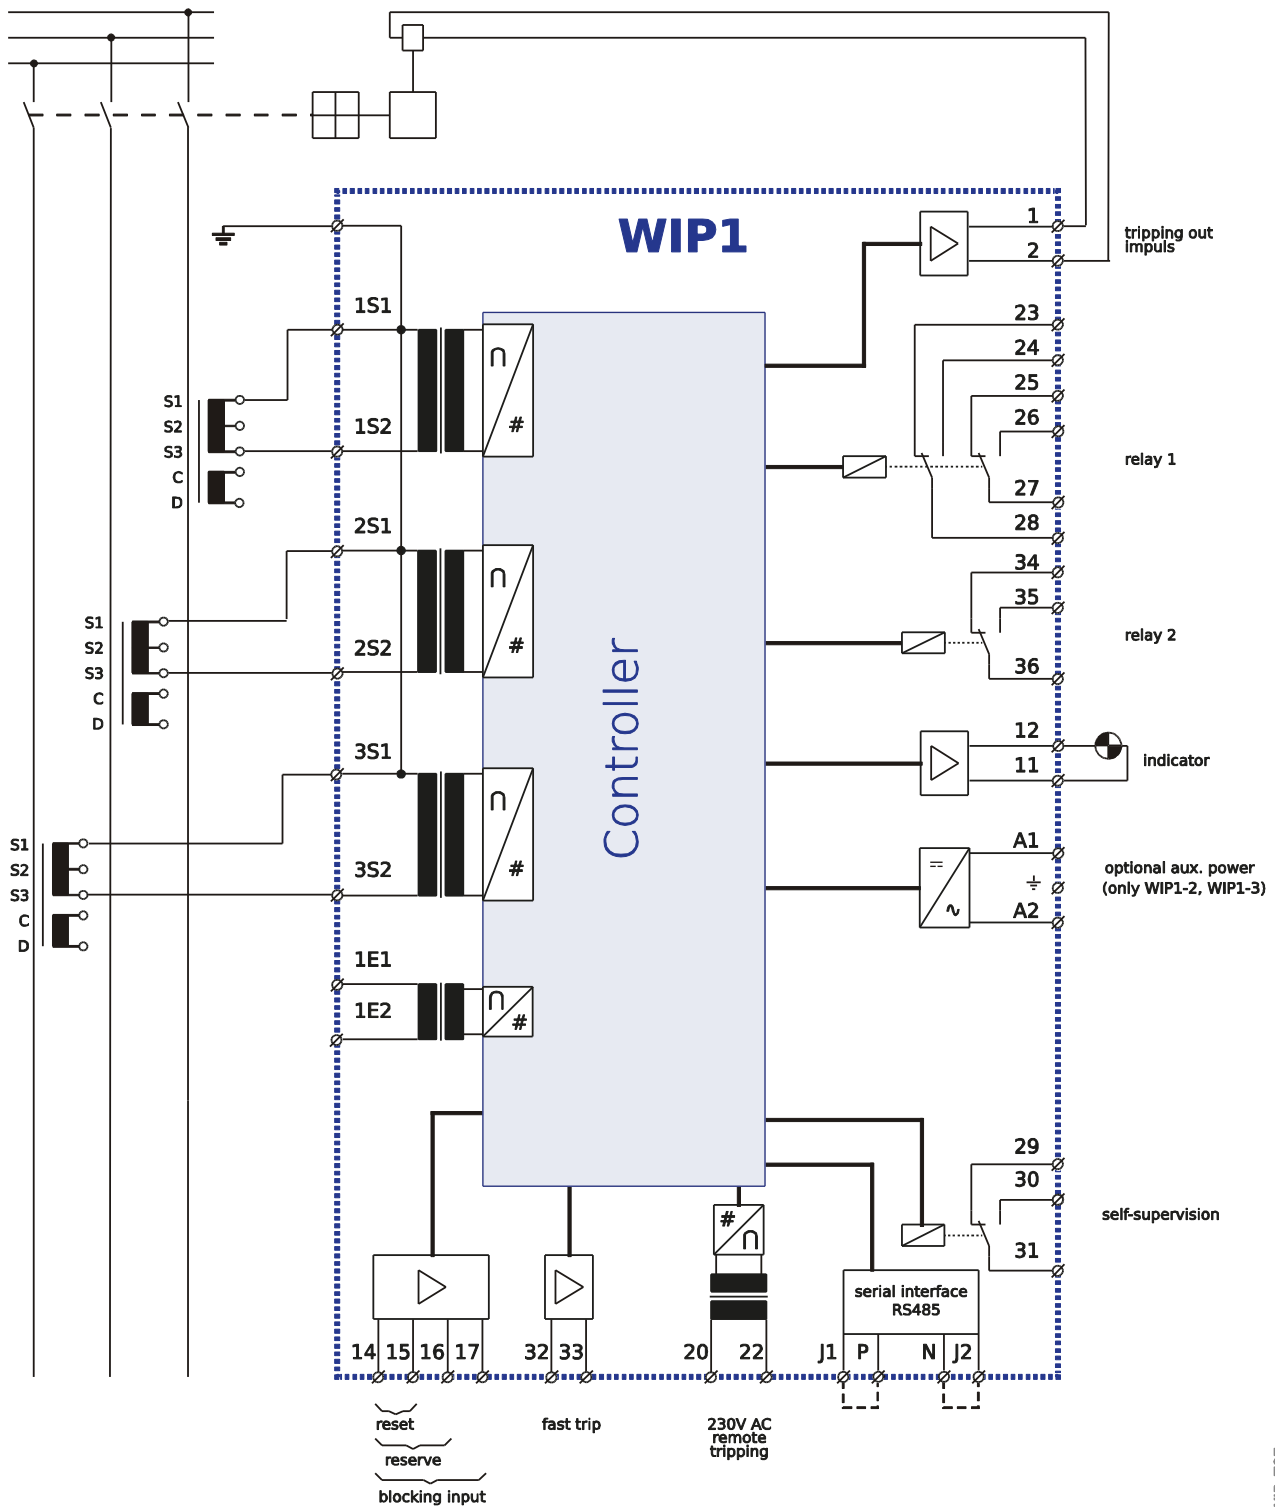 WIP1
1
2
tripping out
impuls
1S1
23
24
25
S1
S2
S3
C
D
1S2
#
26
relay 1
27
28
2S1
34
35
S1
S2
S3
C
D
2S2
#
relay 2
36
Controller
3S1
12
11
indicator
S1
S2
S3
C
D
3S2
#
A1
optional aux. power
(only WIP1-2, WIP1-3)
A2
1E1
1E2
#
29
30
self-supervision
31
#
serial interface
RS485
14 15 16 17
32 33
20 22
J1 P N J2
reset
reserve
blocking input
fast trip
230V AC
remote
tripping